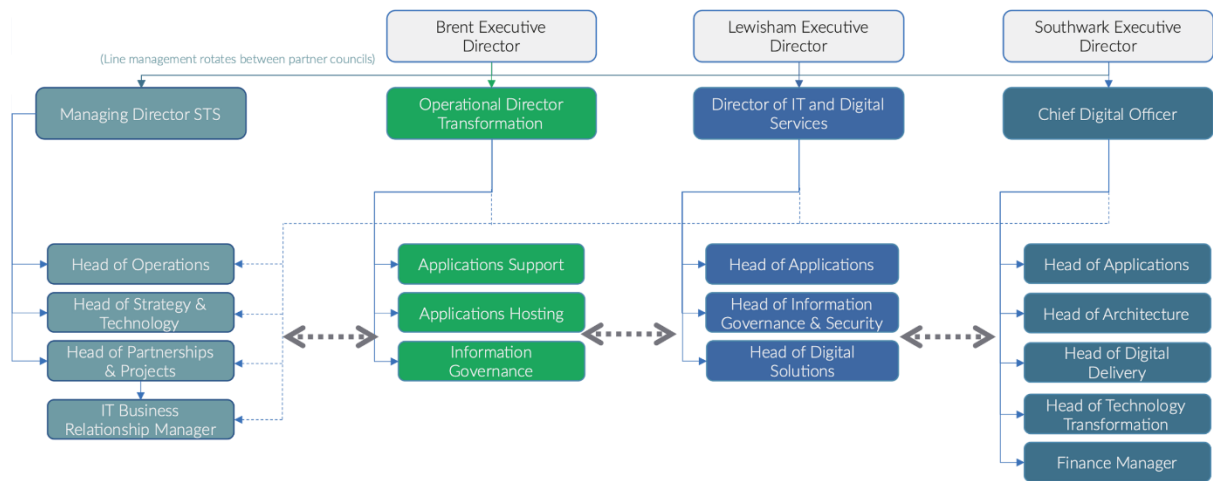 Brent Executive
Director
Lewisham Executive
Director
Southwark Executive
Director
(Line management rotates between partner councils)
Managing Director STS
Operational Director
Transformation
Director of IT and Digital
Services
Chief Digital Officer
Head of Operations
Head of Strategy &
Technology
Head of Partnerships
& Projects
IT Business
Relationship Manager
Applications Support
Applications Hosting
Information
Governance
Head of Applications
Head of Information
Governance & Security
Head of Digital
Solutions
Head of Applications
Head of Architecture
Head of Digital
Delivery
Head of Technology
Transformation
Finance Manager